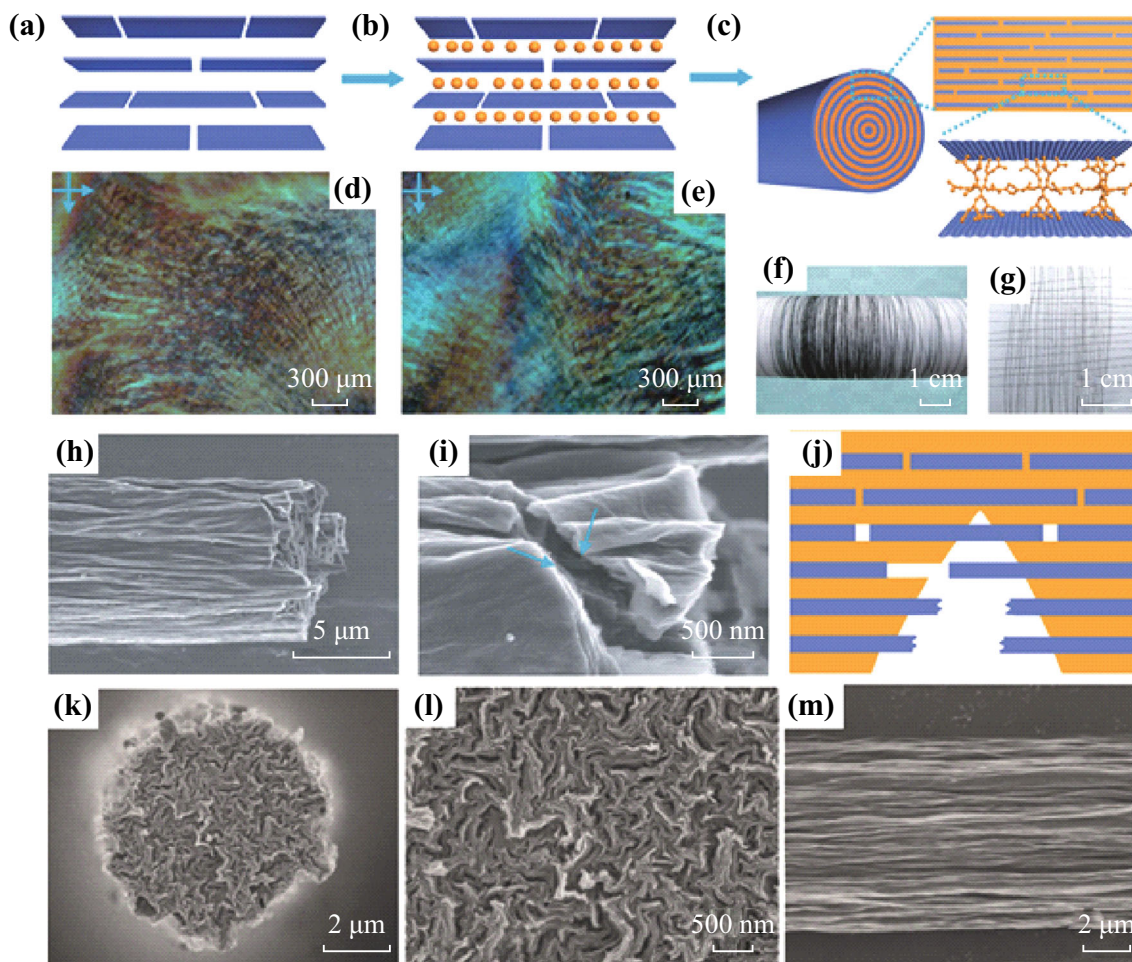 (a)
(b)
(c)
(d)
300 μm
(e)
300 μm
(f)
1 cm
(g)
1 cm
(h)
5 μm
(i)
500 nm
(j)
(k)
2 μm
(l)
500 nm
(m)
2 μm